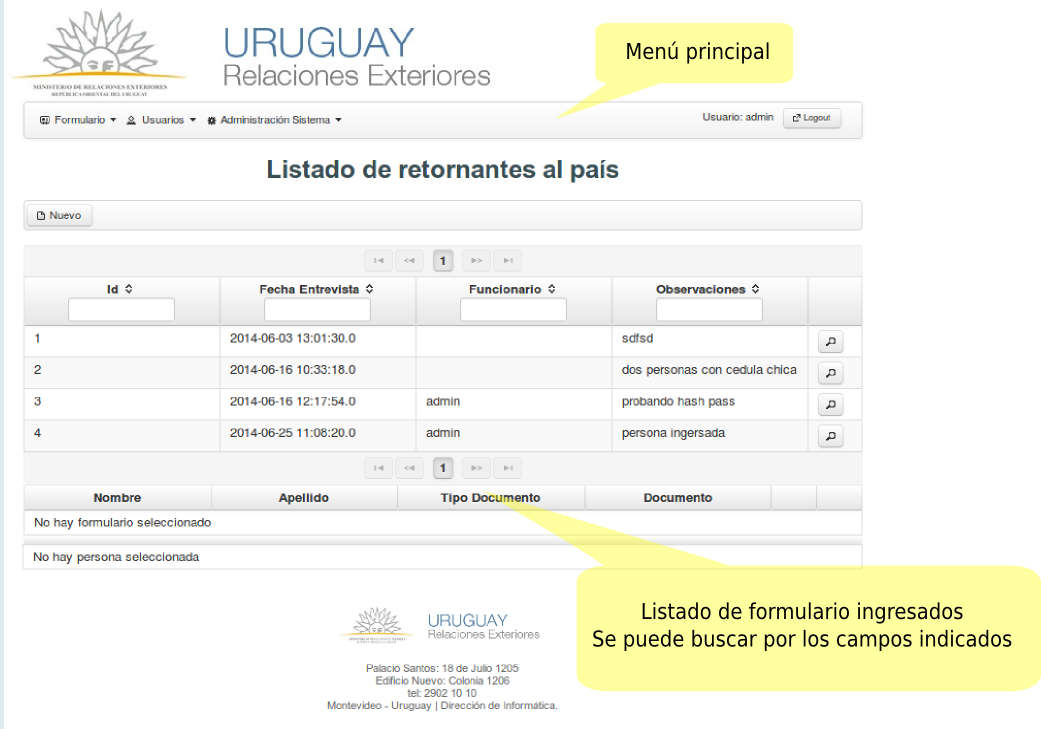 MINISTERIO DE RELACIONES EXTERIORES
REPÚBLICA ORIENTAL DEL URUGUAY
URUGUAY
Relaciones Exteriores
Menú principal
Formulario Usuarios Administración Sistema Usuario: admin Logout
Listado de retornantes al país
Nuevo
1
Id Fecha Entrevista Funcionario Observaciones
1 2014-06-03 13:01:30.0 sdfsd
2 2014-06-16 10:33:18.0 dos personas con cedula chica
3 2014-06-16 12:17:54.0 admin probando hash pass
4 2014-06-25 11:08:20.0 admin persona ingersada
1
Nombre Apellido Tipo Documento Documento
No hay formulario seleccionado
No hay persona seleccionada
Listado de formulario ingresados
Se puede buscar por los campos indicados
URUGUAY
Relaciones Exteriores
Palacio Santos: 18 de Julio 1205
Edificio Nuevo: Colonia 1206
tel: 2902 10 10
Montevideo - Uruguay | Dirección de Informática.